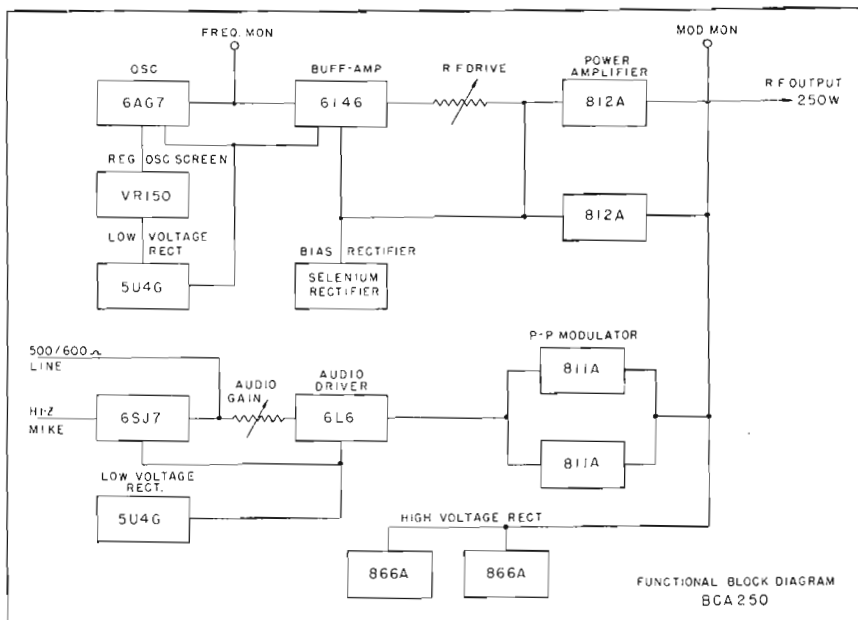 FREQ. MON
MOD MON
OSC
BUFF-AMP
R F DRIVE
POWER
AMPLIFIER
6AG7
6146
812A
R F OUTPUT
250W
REG OSC SCREEN
VR150
812A
LOW VOLTAGE
RECT
BIAS RECTIFIER
5U4G
SELENIUM
RECTIFIER
P-P MODULATOR
500/600 Ω
LINE
AUDIO
GAIN
AUDIO
DRIVER
811A
HI-Z
MIKE
6SJ7
6L6
811A
LOW VOLTAGE
RECT.
5U4G
HIGH VOLTAGE RECT
866A
866A
FUNCTIONAL BLOCK DIAGRAM
BCA250